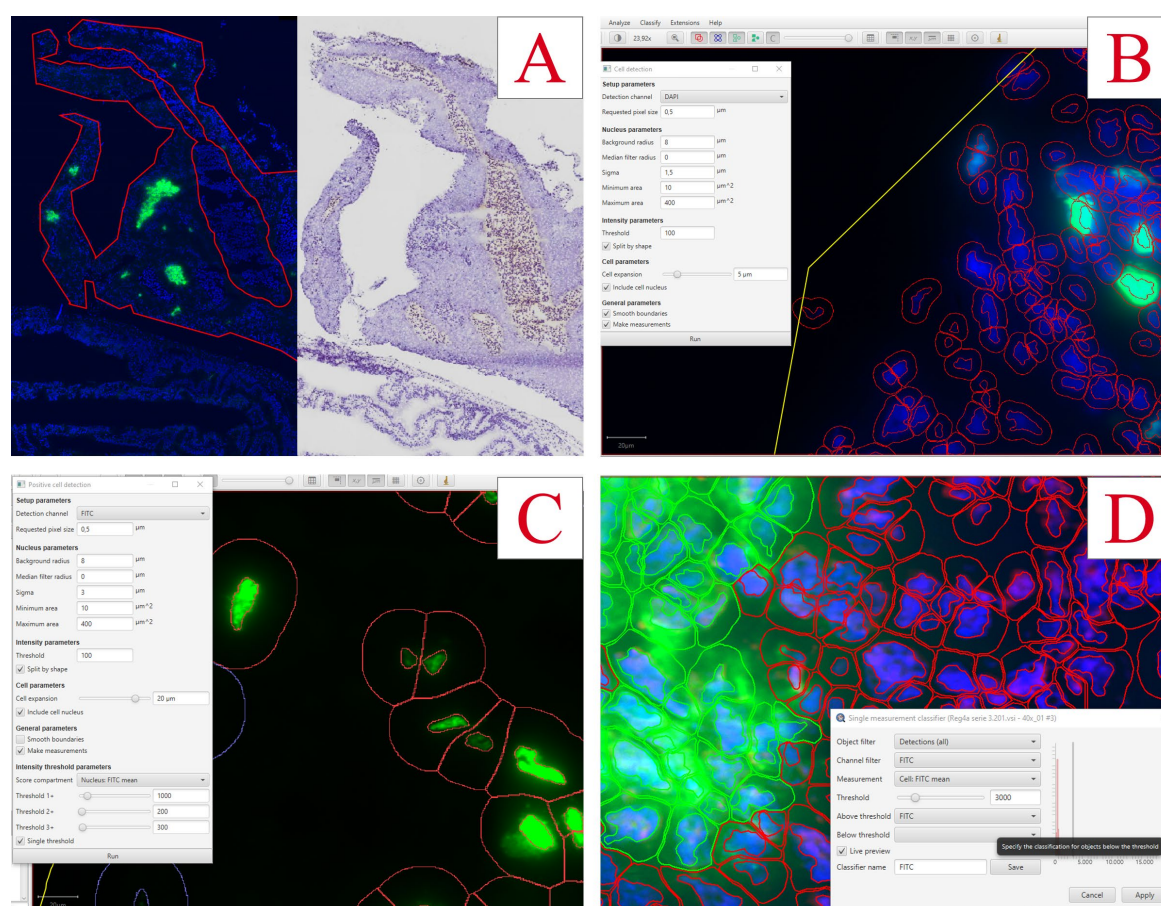 A
Analyze Classify Extensions Help
B
23,92x
Cell detection
Setup parameters
Detection channel DAPI
Requested pixel size 0,5 µm
Nucleus parameters
Background radius 8 µm
Median filter radius 0 µm
Sigma 1,5 µm
Minimum area 10 µm^2
Maximum area 400 µm^2
Intensity parameters
Threshold 100
Split by shape
Cell parameters
Cell expansion 5 µm
Include cell nucleus
General parameters
Smooth boundaries
Make measurements
Run
20µm
C
Positive cell detection
Setup parameters
Detection channel FITC
Requested pixel size 0,5 µm
Nucleus parameters
Background radius 8 µm
Median filter radius 0 µm
Sigma 3 µm
Minimum area 10 µm^2
Maximum area 400 µm^2
Intensity parameters
Threshold 100
Split by shape
Cell parameters
Cell expansion 20 µm
Include cell nucleus
General parameters
Smooth boundaries
Make measurements
Intensity threshold parameters
Score compartment Nucleus: FITC mean
Threshold 1+ 1000
Threshold 2+ 200
Threshold 3+ 300
Single threshold
Run
20µm
D
Single measurement classifier (Reg4a serie 3.201.vsi - 40x_01 #3)
Object filter Detections (all)
Channel filter FITC
Measurement Cell: FITC mean
Threshold 3000
Above threshold FITC
Below threshold
Specify the classification for objects below the threshold
Live preview
0 5.000 10.000 15.000
Classifier name FITC Save
Cancel Apply